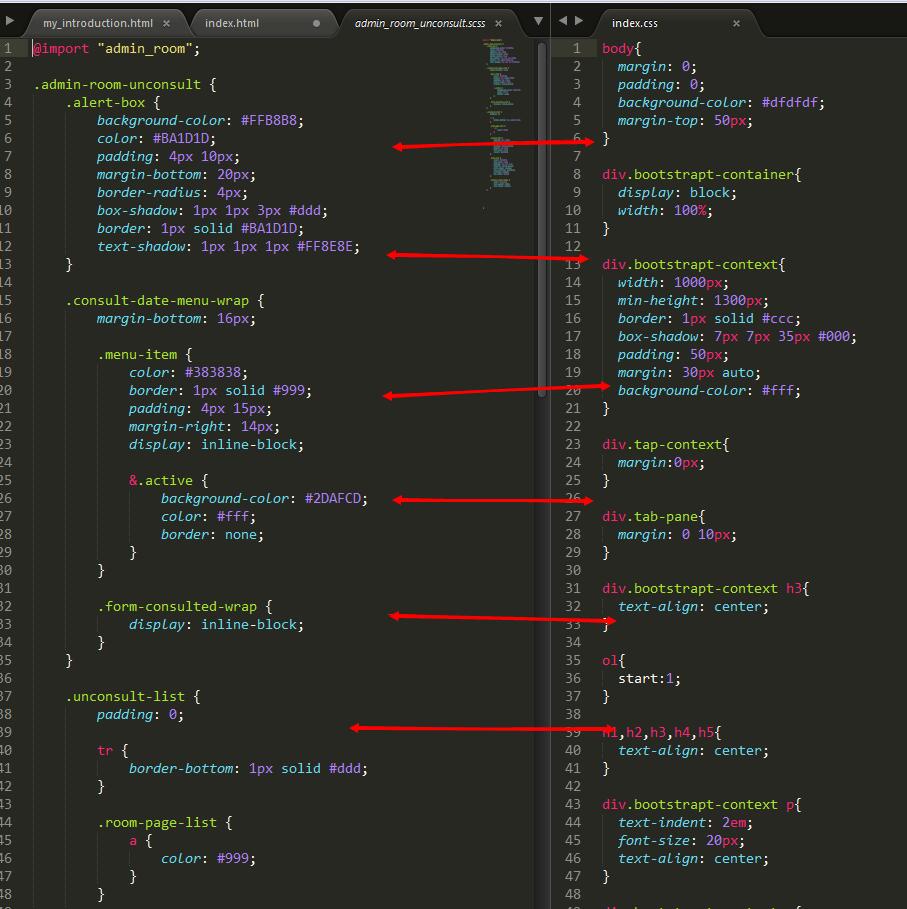 my_introduction.html ×
index.html
admin_room_unconsult.scss ×
1 @import "admin_room";
2
3 .admin-room-unconsult {
4 .alert-box {
5 background-color: #FFB8B8;
6 color: #BA1D1D;
7 padding: 4px 10px;
8 margin-bottom: 20px;
9 border-radius: 4px;
10 box-shadow: 1px 1px 3px #ddd;
11 border: 1px solid #BA1D1D;
12 text-shadow: 1px 1px 1px #FF8E8E;
13 }
14
15 .consult-date-menu-wrap {
16 margin-bottom: 16px;
17
18 .menu-item {
19 color: #383838;
20 border: 1px solid #999;
21 padding: 4px 15px;
22 margin-right: 14px;
23 display: inline-block;
24
25 &.active {
26 background-color: #2DAFCD;
27 color: #fff;
28 border: none;
29 }
30 }
31
32 .form-consulted-wrap {
33 display: inline-block;
34 }
35 }
36
37 .unconsult-list {
38 padding: 0;
39
40 tr {
41 border-bottom: 1px solid #ddd;
42 }
43
44 .room-page-list {
45 a {
46 color: #999;
47 }
48 }
index.css ×
1 body{
2 margin: 0;
3 padding: 0;
4 background-color: #dfdfdf;
5 margin-top: 50px;
6 }
7
8 div.bootstrapt-container{
9 display: block;
10 width: 100%;
11 }
12
13 div.bootstrapt-context{
14 width: 1000px;
15 min-height: 1300px;
16 border: 1px solid #ccc;
17 box-shadow: 7px 7px 35px #000;
18 padding: 50px;
19 margin: 30px auto;
20 background-color: #fff;
21 }
22
23 div.tap-context{
24 margin:0px;
25 }
26
27 div.tab-pane{
28 margin: 0 10px;
29 }
30
31 div.bootstrapt-context h3{
32 text-align: center;
33 }
34
35 ol{
36 start:1;
37 }
38
39 h1,h2,h3,h4,h5{
40 text-align: center;
41 }
42
43 div.bootstrapt-context p{
44 text-indent: 2em;
45 font-size: 20px;
46 text-align: center;
47 }
48